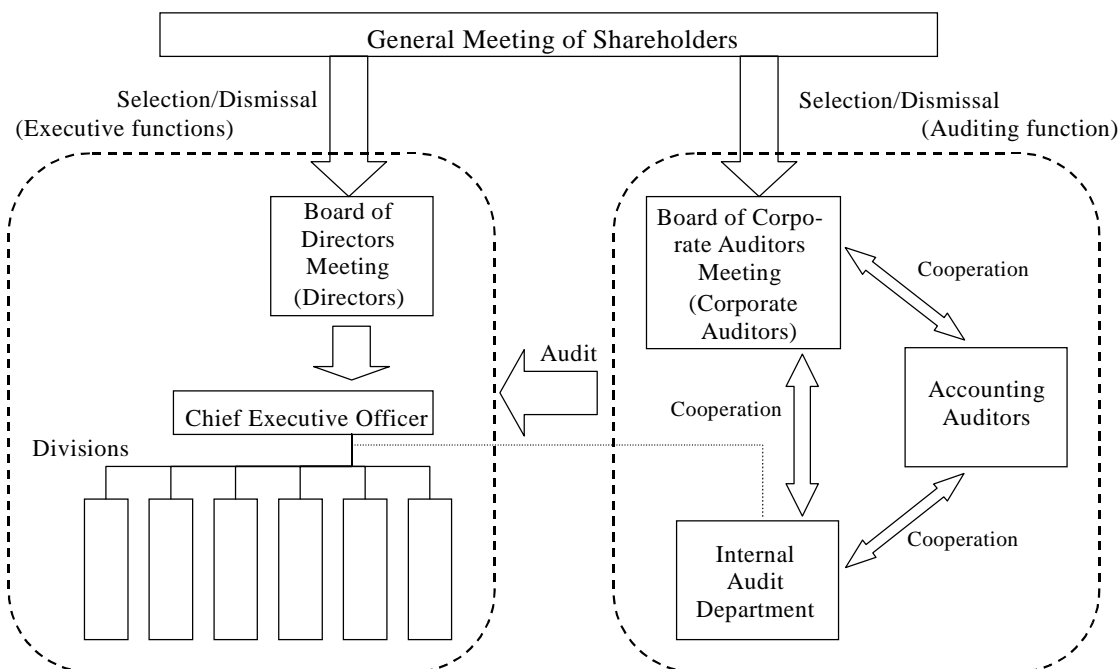 General Meeting of Shareholders
Selection/Dismissal
(Executive functions)
Selection/Dismissal
(Auditing function)
Board of
Directors
Meeting
(Directors)
Board of Corpo-
rate Auditors
Meeting
(Corporate
Auditors)
Cooperation
Audit
Chief Executive Officer
Cooperation
Accounting
Auditors
Divisions
Internal
Audit
Department
Cooperation